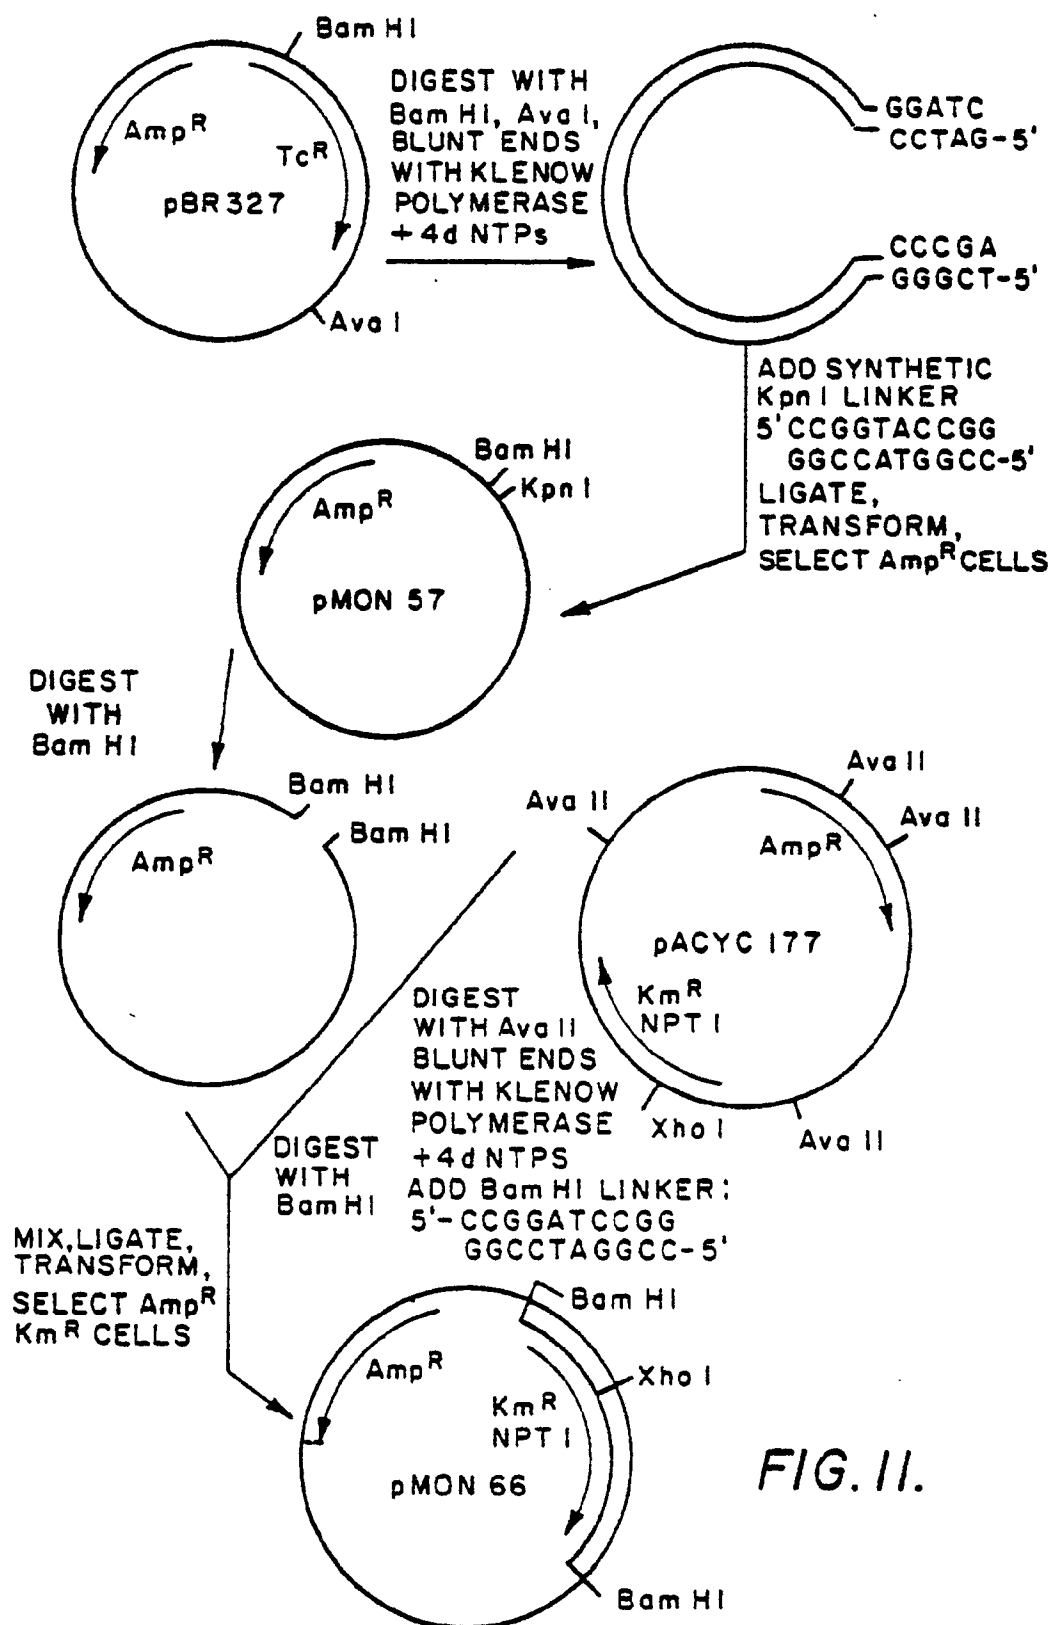 Bam HI
Amp^R
Tc^R
pBR327
Ava I
DIGEST WITH
Bam HI, Ava I,
BLUNT ENDS
WITH KLENOW
POLYMERASE
+4d NTPs
GGATC
CCTAG-5'
CCCGA
GGGCT-5'
ADD SYNTHETIC
Kpn I LINKER
5'CCGGTACCGG
GGCCATGGCC-5'
LIGATE,
TRANSFORM,
SELECT Amp^R CELLS
Bam HI
Kpn I
Amp^R
pMON 57
DIGEST
WITH
Bam HI
Bam HI
Bam HI
Amp^R
Ava II
Ava II
Ava II
Amp^R
pACYC 177
Km^R
NPT I
Xho I
Ava II
DIGEST
WITH Ava II
BLUNT ENDS
WITH KLENOW
POLYMERASE
+4d NTPS
ADD Bam HI LINKER:
5'-CCGGATCCGG
GGCCTAGGCC-5'
DIGEST
WITH
Bam HI
MIX, LIGATE,
TRANSFORM,
SELECT Amp^R
Km^R CELLS
Bam HI
Amp^R
Xho I
Km^R
NPT I
pMON 66
Bam HI
FIG. 11.